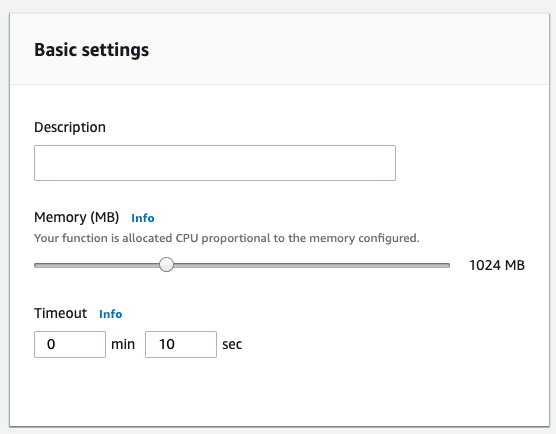 Basic settings
Description
Memory (MB) Info
Your function is allocated CPU proportional to the memory configured.
1024 MB
Timeout Info
0 min 10 sec